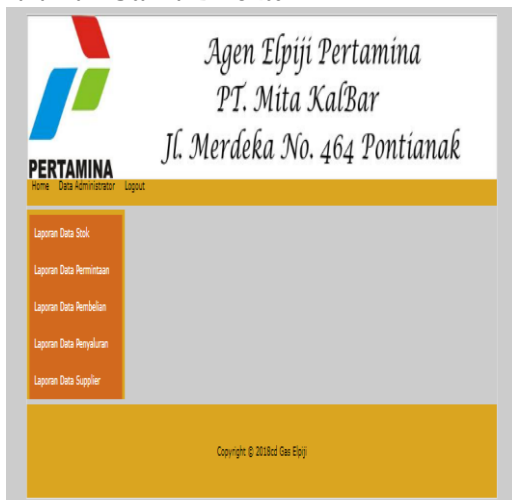 Agen Elpiji Pertamina
PT. Mita KalBar
Jl. Merdeka No. 464 Pontianak
PERTAMINA
Home Data Administrator Logout
Laporan Data Stok
Laporan Data Permintaan
Laporan Data Pembelian
Laporan Data Penyaluran
Laporan Data Supplier
Copyright © 2018cd Gas Elpiji